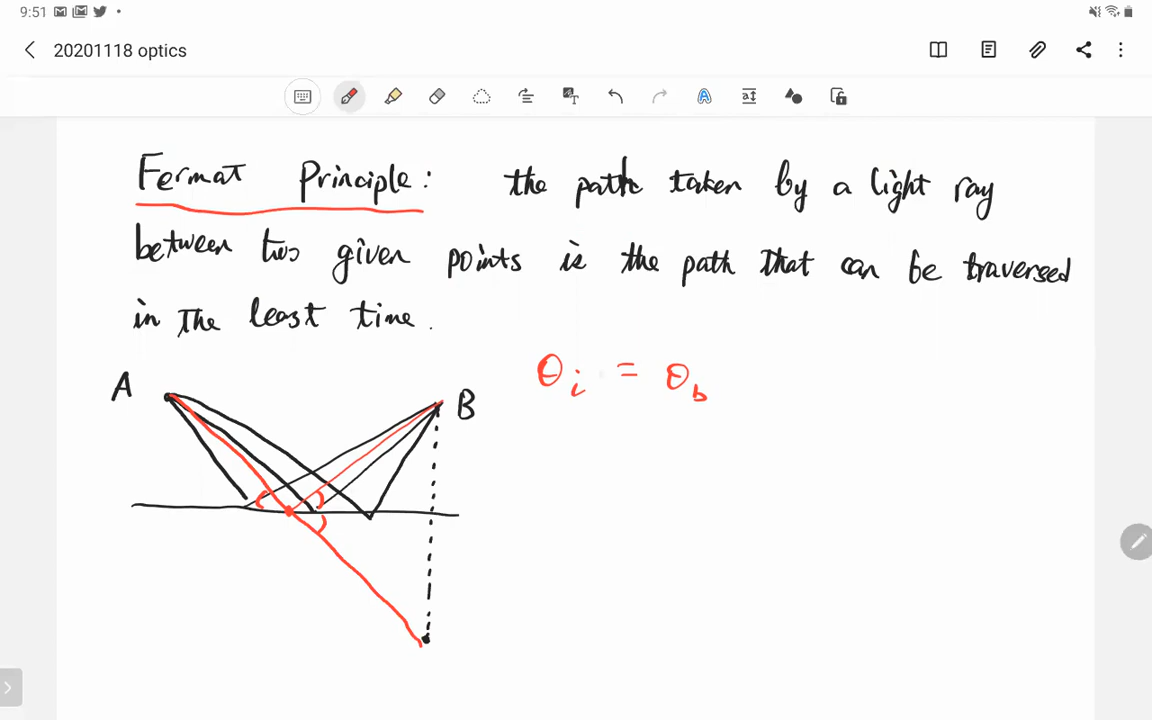 9:51
20201118 optics
Fermat Principle: the path taken by a light ray
between two given points is the path that can be traversed
in the least time.
θi = θb
A
B